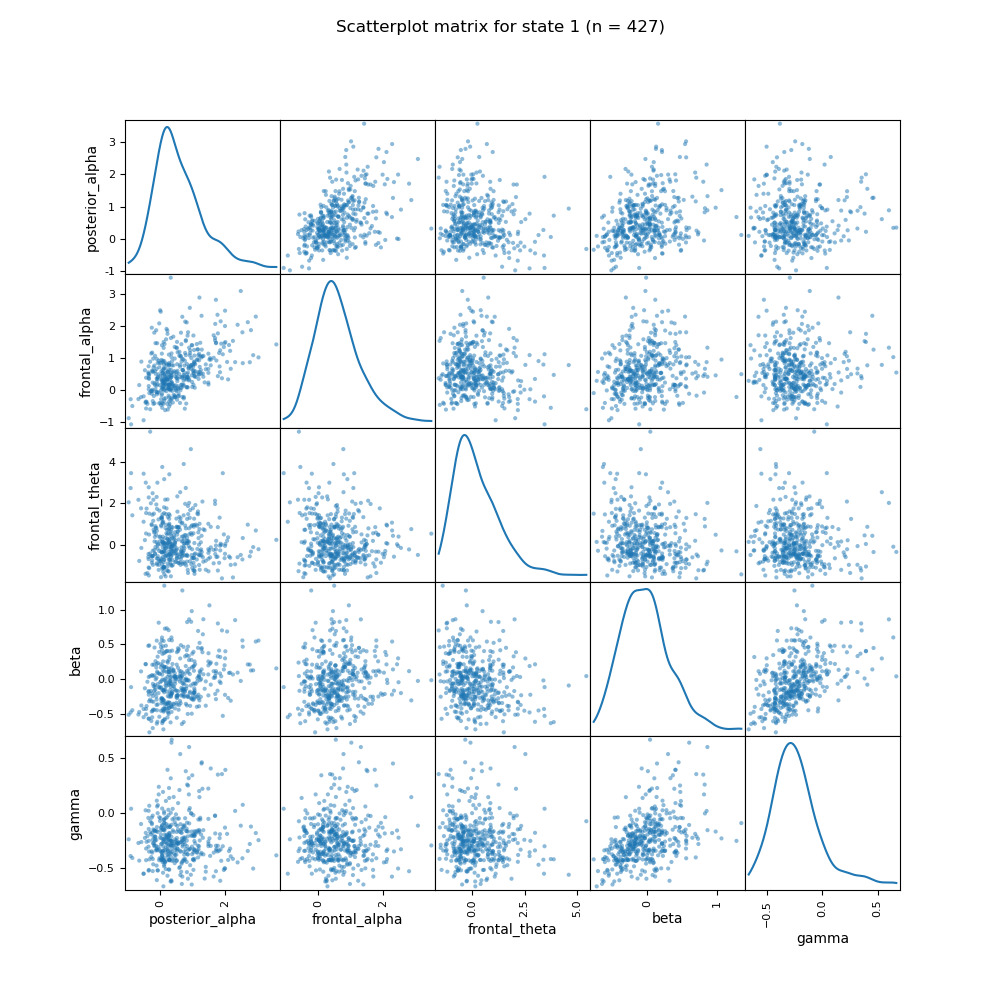 Scatterplot matrix for state 1 (n = 427)
posterior_alpha
3
2
1
0
-1
frontal_alpha
3
2
1
0
−1
frontal_theta
4
2
0
beta
1.0
0.5
0.0
−0.5
gamma
0.5
0.0
−0.5
0
2
0
2
0.0
2.5
5.0
0
1
−0.5
0.0
0.5
posterior_alpha
frontal_alpha
frontal_theta
beta
gamma